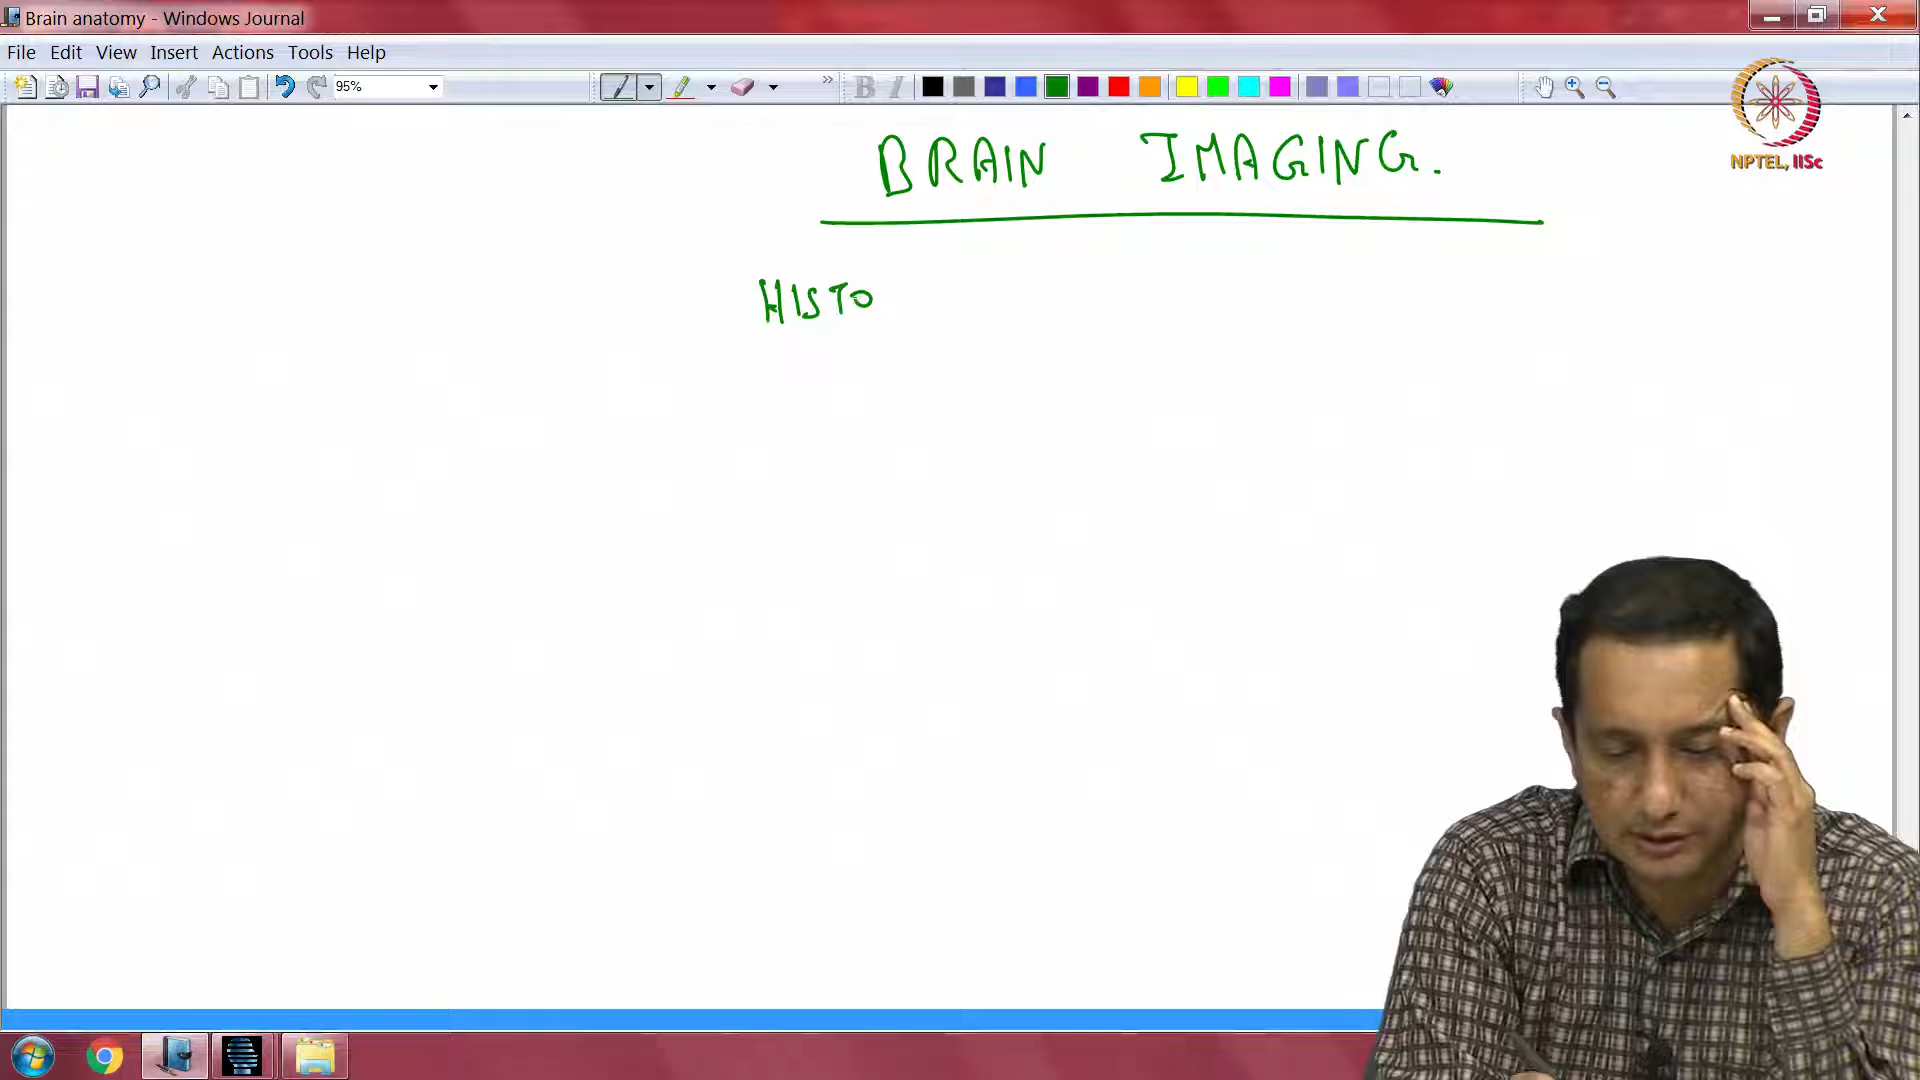 Brain anatomy - Windows Journal
File Edit View Insert Actions Tools Help
95%
B I
NPTEL, IISc
BRAIN IMAGING.
HISTO